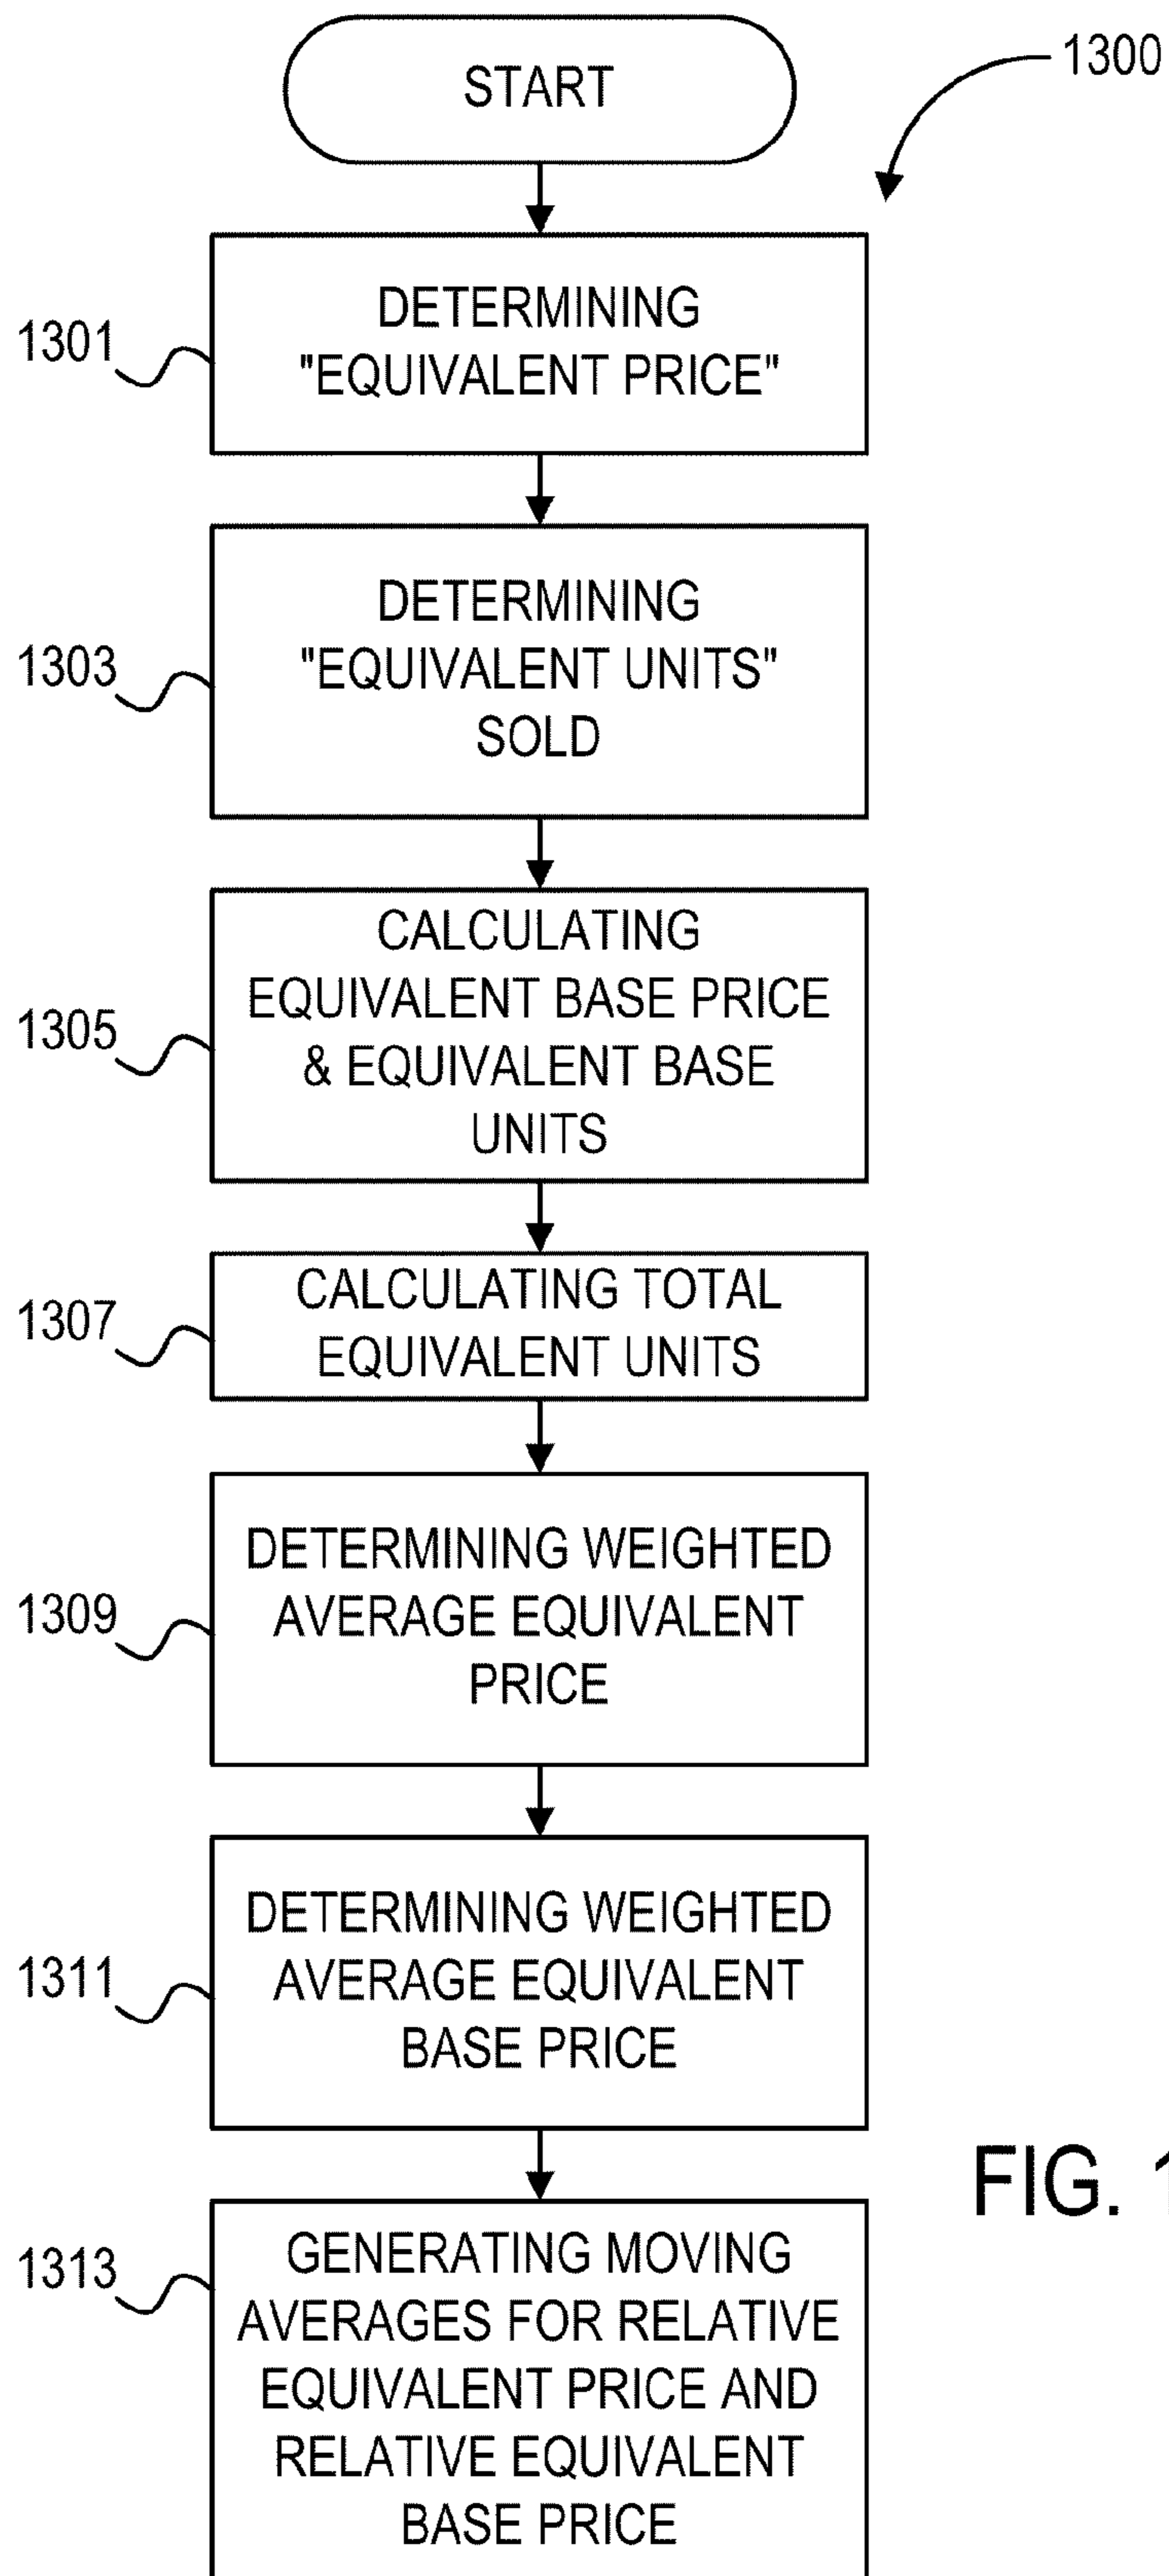 START
1300
1301
DETERMINING
"EQUIVALENT PRICE"
1303
DETERMINING
"EQUIVALENT UNITS"
SOLD
1305
CALCULATING
EQUIVALENT BASE PRICE
& EQUIVALENT BASE
UNITS
1307
CALCULATING TOTAL
EQUIVALENT UNITS
1309
DETERMINING WEIGHTED
AVERAGE EQUIVALENT
PRICE
1311
DETERMINING WEIGHTED
AVERAGE EQUIVALENT
BASE PRICE
FIG.
1313
GENERATING MOVING
AVERAGES FOR RELATIVE
EQUIVALENT PRICE AND
RELATIVE EQUIVALENT
BASE PRICE